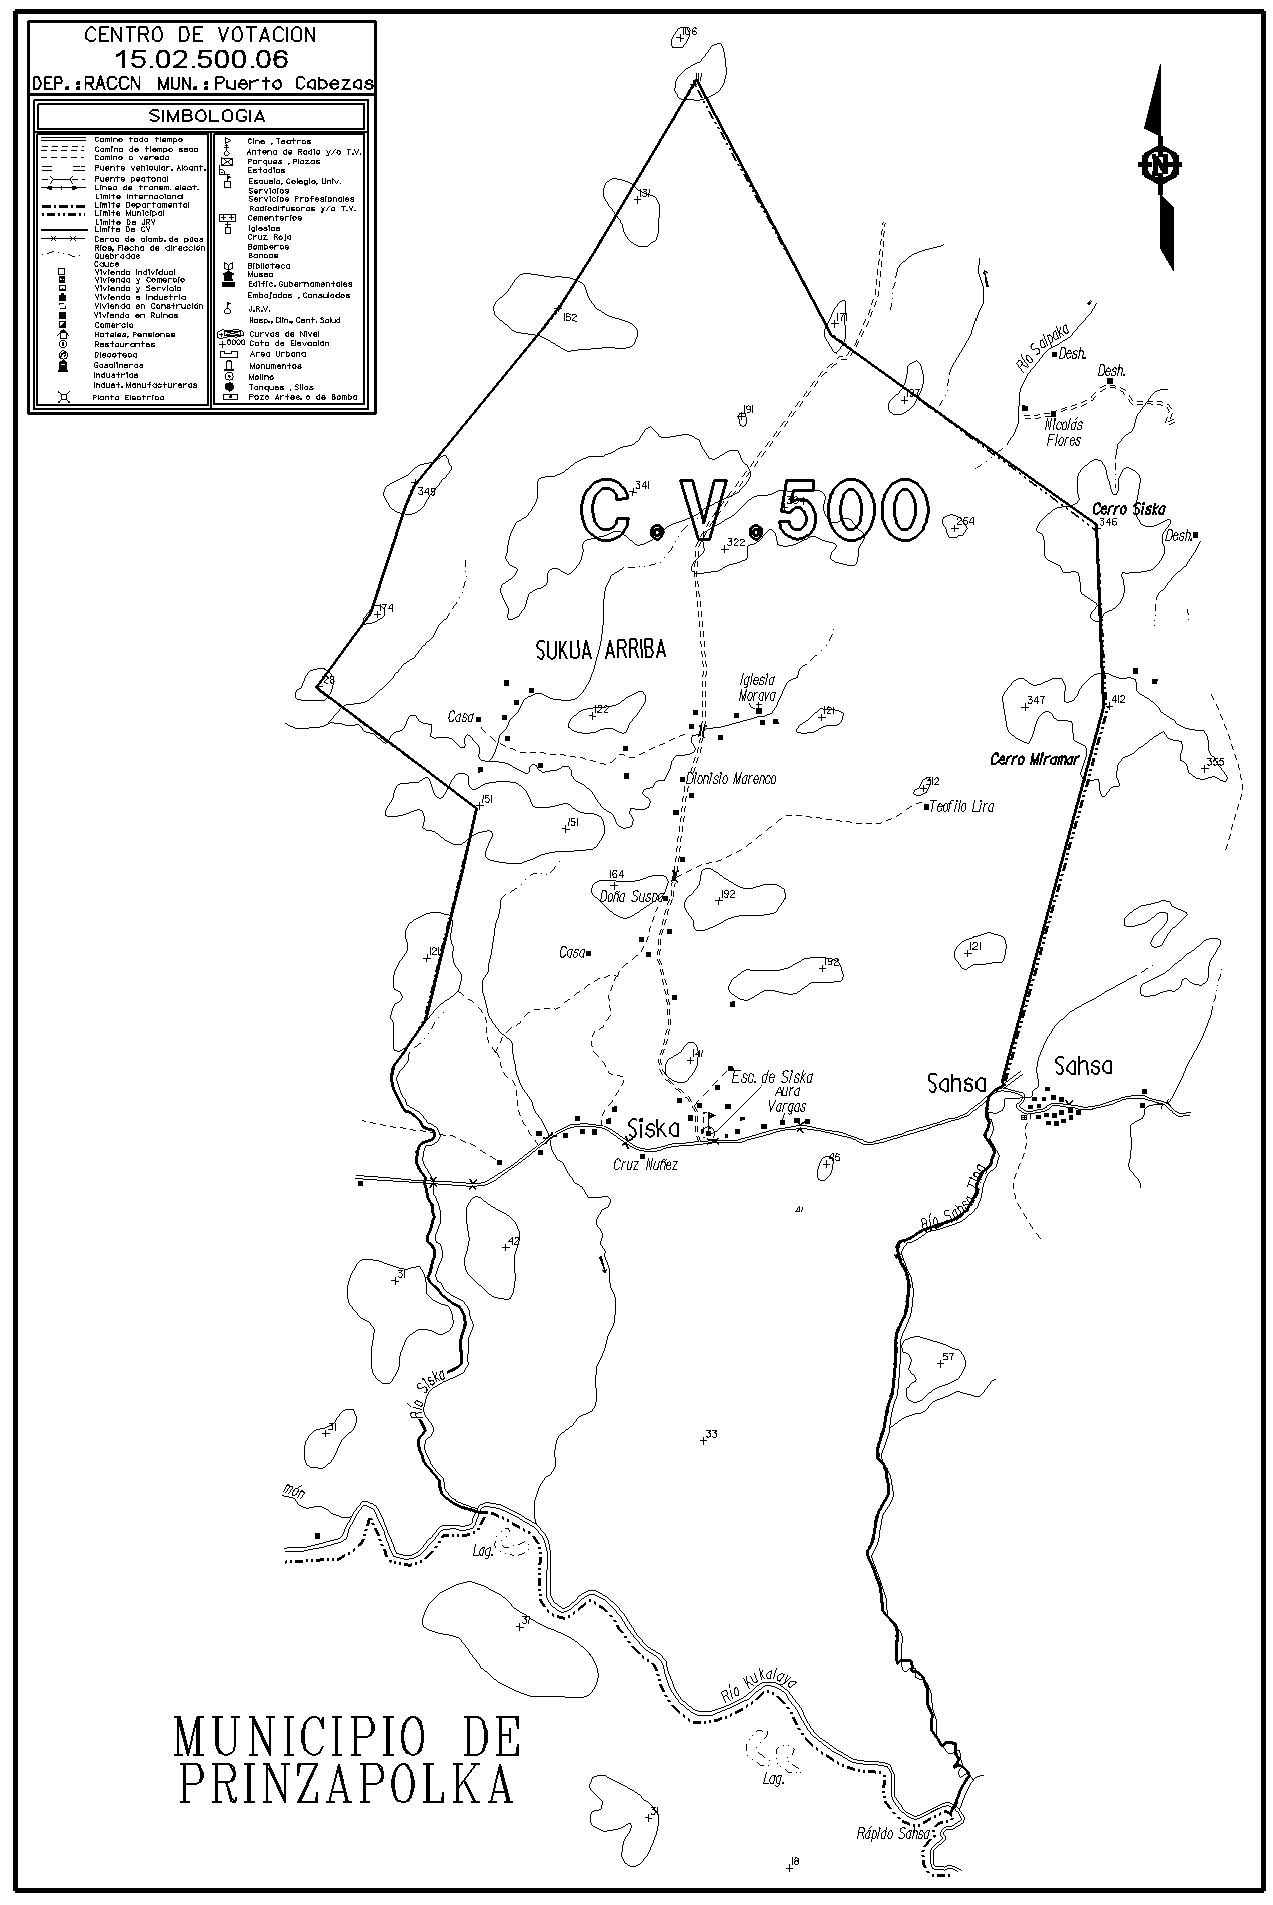 CENTRO DE VOTACION
15.02.500.06
DEP.:RACCN MUN.:Puerto Cabezas
SIMBOLOGIA
Camino todo tiempo
Camino de tiempo seco
Camino o vereda
Puente vehicular. Alcant.
Puente peatonal
Linea de transm. elect.
Limite Internacional
Limite Departamental
Limite Municipal
Limite De JRV
Limite De CV
Cerco de alamb. de púas
Ríos, Flecha de dirección
Quebradas
Cauce
Vivienda Individual
Vivienda y Comercio
Vivienda y Servicio
Vivienda e Industria
Vivienda en Construción
Vivienda en Ruinas
Comercio
Hoteles, Pensiones
Restaurantes
Discoteca
Gasolineras
Industrias
Indust. Manufactureras
Planta Electrica
Cine , Teatros
Antena de Radio y/o T.V.
Parques , Plazas
Estadios
Escuela, Colegio, Univ.
Servicios
Servicios Profesionales
Radiodifusoras y/o T.V.
Cementerios
Iglesias
Cruz Roja
Bomberos
Bancos
Biblioteca
Museo
Edific. Gubernamentales
Embajadas , Consulados
J.R.V.
Hosp., Clin., Cent. Salud
Curvas de Nivel
Cota de Elevación
Area Urbana
Monumentos
Molino
Tanques , Silos
Pozo Artes. o de Bomba
N
131
152
171
Río Salpaka
Desh.
Desh.
191
197
Nicolás
Flores
349
341
C.V.500
264
Cerro Siska
346
322
Desh.
174
SUKUA ARRIBA
128
Iglesia
Morava
Casa
122
121
347
412
Cerro Miramar
355
Dionisio Marenco
312
Teofilo Lira
151
151
164
Doña Suspa
192
121
Casa
192
121
141
Esc. de Siska
Aura
Vargas
Sahsa
Sahsa
Siska
Cruz Nuñez
45
41
Río Sahsa Tina
42
31
57
Río Siska
31
33
món
Lag.
31
Río Kukalaya
MUNICIPIO DE
PRINZAPOLKA
Lag.
31
Rápido Sahsa
18